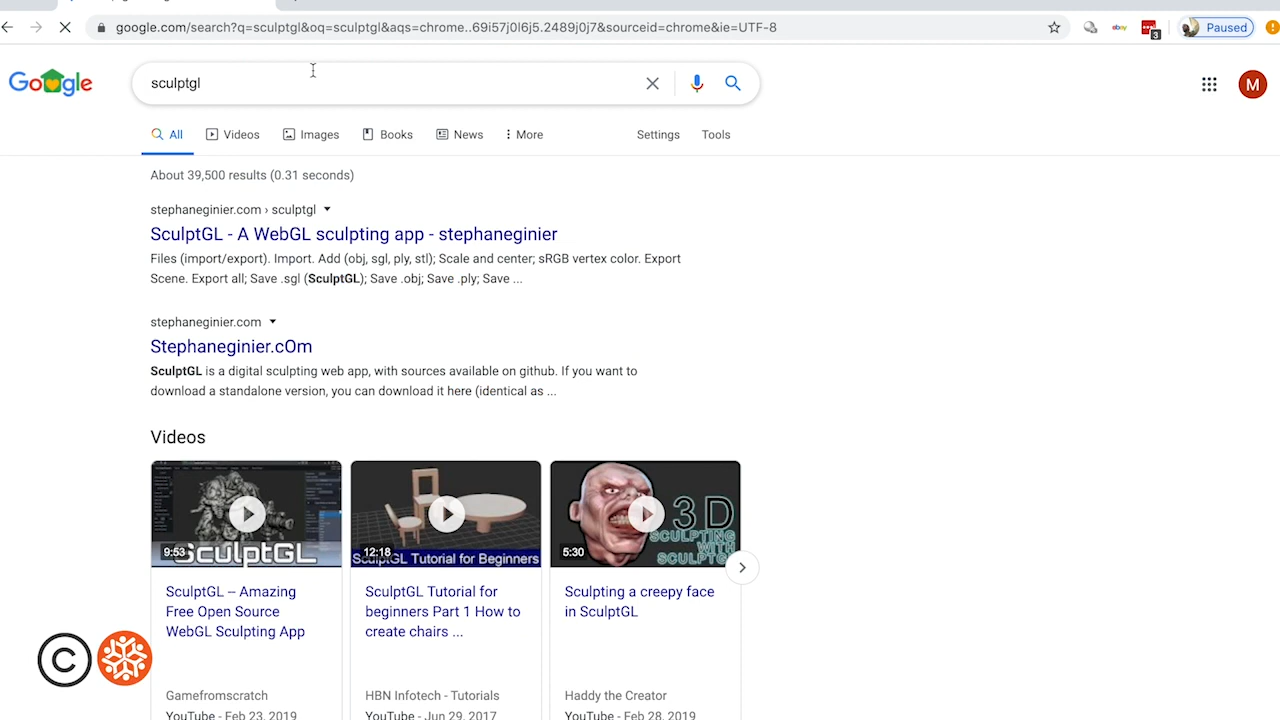 google.com/search?q=sculptgl&oq=sculptgl&aqs=chrome..69i57j0l6j5.2489j0j7&sourceid=chrome&ie=UTF-8
3
Paused
Google
sculptgl
M
All
Videos
Images
Books
News
More
Settings
Tools
About 39,500 results (0.31 seconds)
stephaneginier.com › sculptgl
SculptGL - A WebGL sculpting app - stephaneginier
Files (import/export). Import. Add (obj, sgl, ply, stl); Scale and center; sRGB vertex color. Export
Scene. Export all; Save .sgl (SculptGL); Save .obj; Save .ply; Save ...
stephaneginier.com
Stephaneginier.cOm
SculptGL is a digital sculpting web app, with sources available on github. If you want to
download a standalone version, you can download it here (identical as ...
Videos
9:53
SculptGL
12:18
SculptGL Tutorial for Beginners
3D
SCULPTING
WITH
5:30
SculptGL -- Amazing
Free Open Source
WebGL Sculpting App
SculptGL Tutorial for
beginners Part 1 How to
create chairs ...
Sculpting a creepy face
in SculptGL
©
Gamefromscratch
YouTube - Feb 23, 2019
HBN Infotech - Tutorials
YouTube - Jun 29, 2017
Haddy the Creator
YouTube - Feb 28, 2019